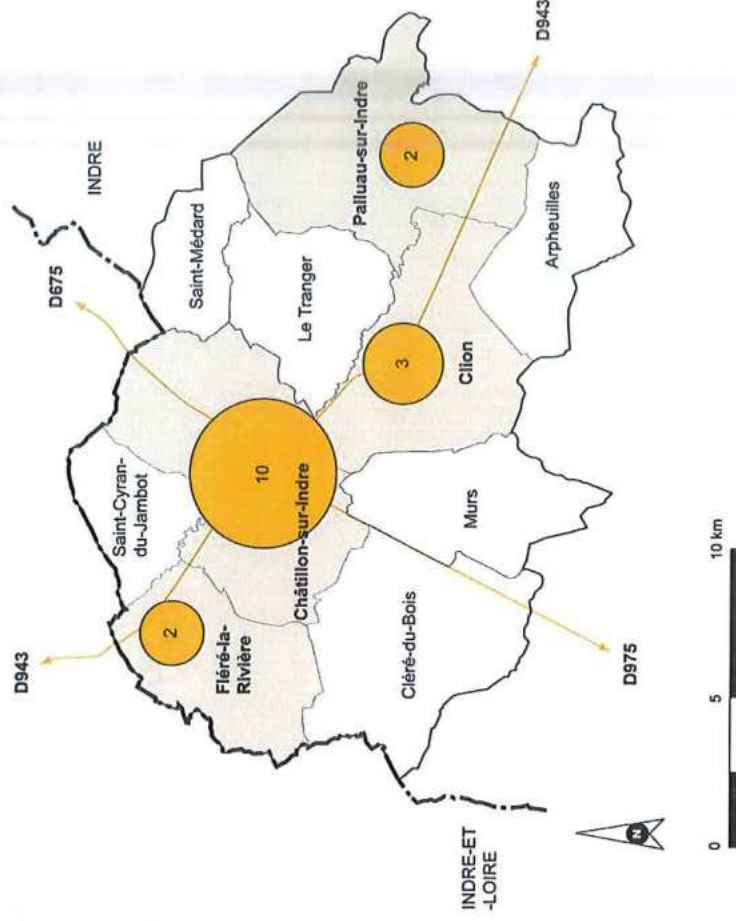 D943
D675
INDRE
Saint-Cyran-
du-Jambot
Saint-Médard
2
Fléré-la-
Rivière
10
Châtillon-sur-Indre
Le Tranger
Palluau-sur-Indre
2
3
Clion
Cléré-du-Bois
Murs
Arpheuilles
D943
D975
INDRE-ET
-LOIRE
N
0
5
10 km